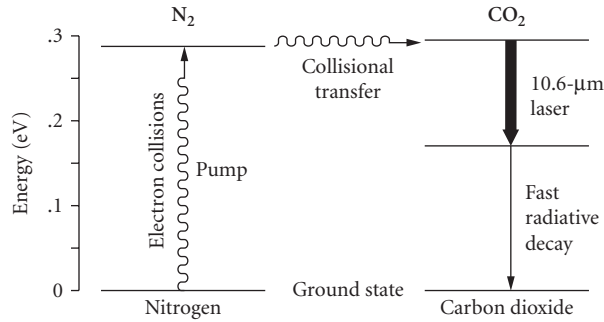 N₂
CO₂
.3
.2
.1
0
Energy (eV)
Electron collisions
Pump
Collisional
transfer
10.6-μm
laser
Fast
radiative
decay
Ground state
Nitrogen
Carbon dioxide